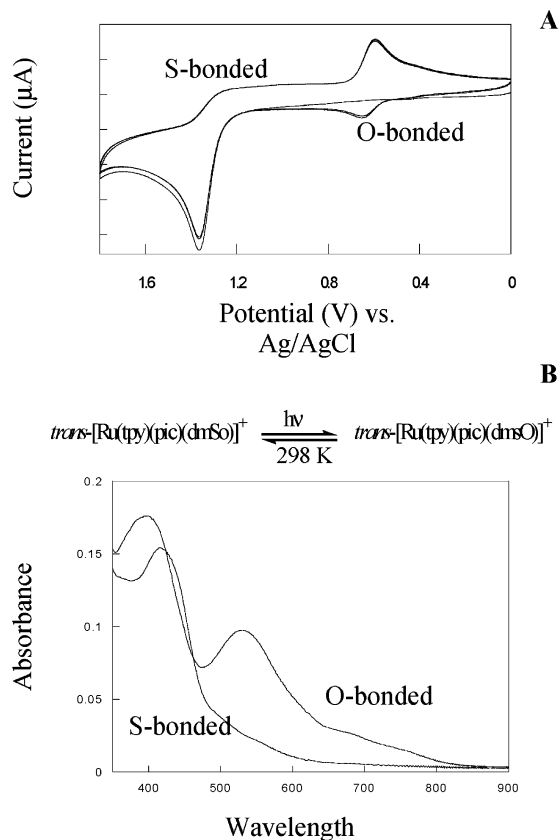 A
S-bonded
O-bonded
Current (μA)
1.6 1.2 0.8 0.4 0
Potential (V) vs.
Ag/AgCl
B
trans-[Ru(tpy)(pic)(dmSo)]⁺ hν trans-[Ru(tpy)(pic)(dmsO)]⁺
298 K
0.2
0.15
0.1
0.05
0
Absorbance
O-bonded
S-bonded
400 500 600 700 800 900
Wavelength